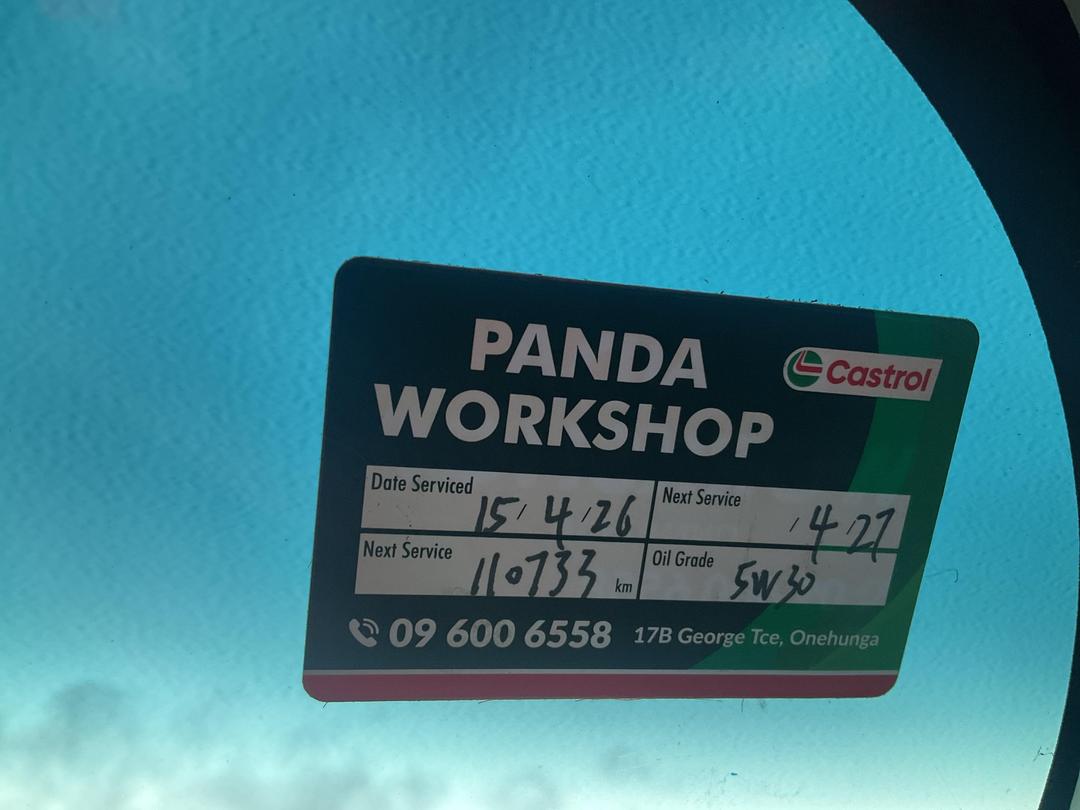 PANDA
WORKSHOP
Castrol
Date Serviced 15/4/26
Next Service /4/27
Next Service 110733 km
Oil Grade 5W30
09 600 6558
17B George Tce, Onehunga